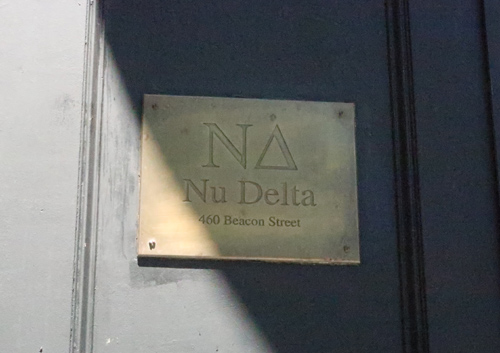 ΝΔ
Nu Delta
460 Beacon Street